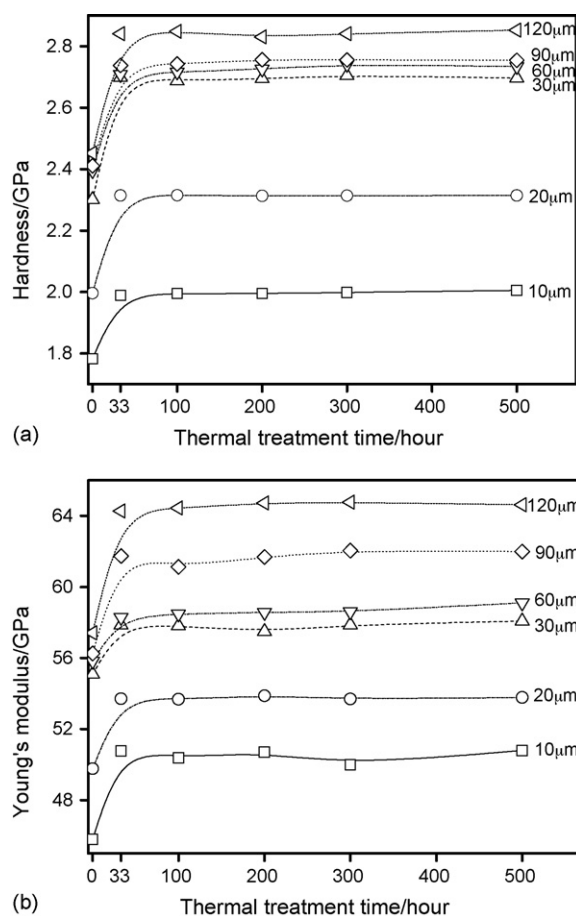 2.8
2.6
2.4
2.2
2.0
1.8
Hardness/GPa
120μm
90μm
60μm
30μm
20μm
10μm
0 33 100 200 300 400 500
(a) Thermal treatment time/hour
64
60
56
52
48
Young's modulus/GPa
120μm
90μm
60μm
30μm
20μm
10μm
0 33 100 200 300 400 500
(b) Thermal treatment time/hour